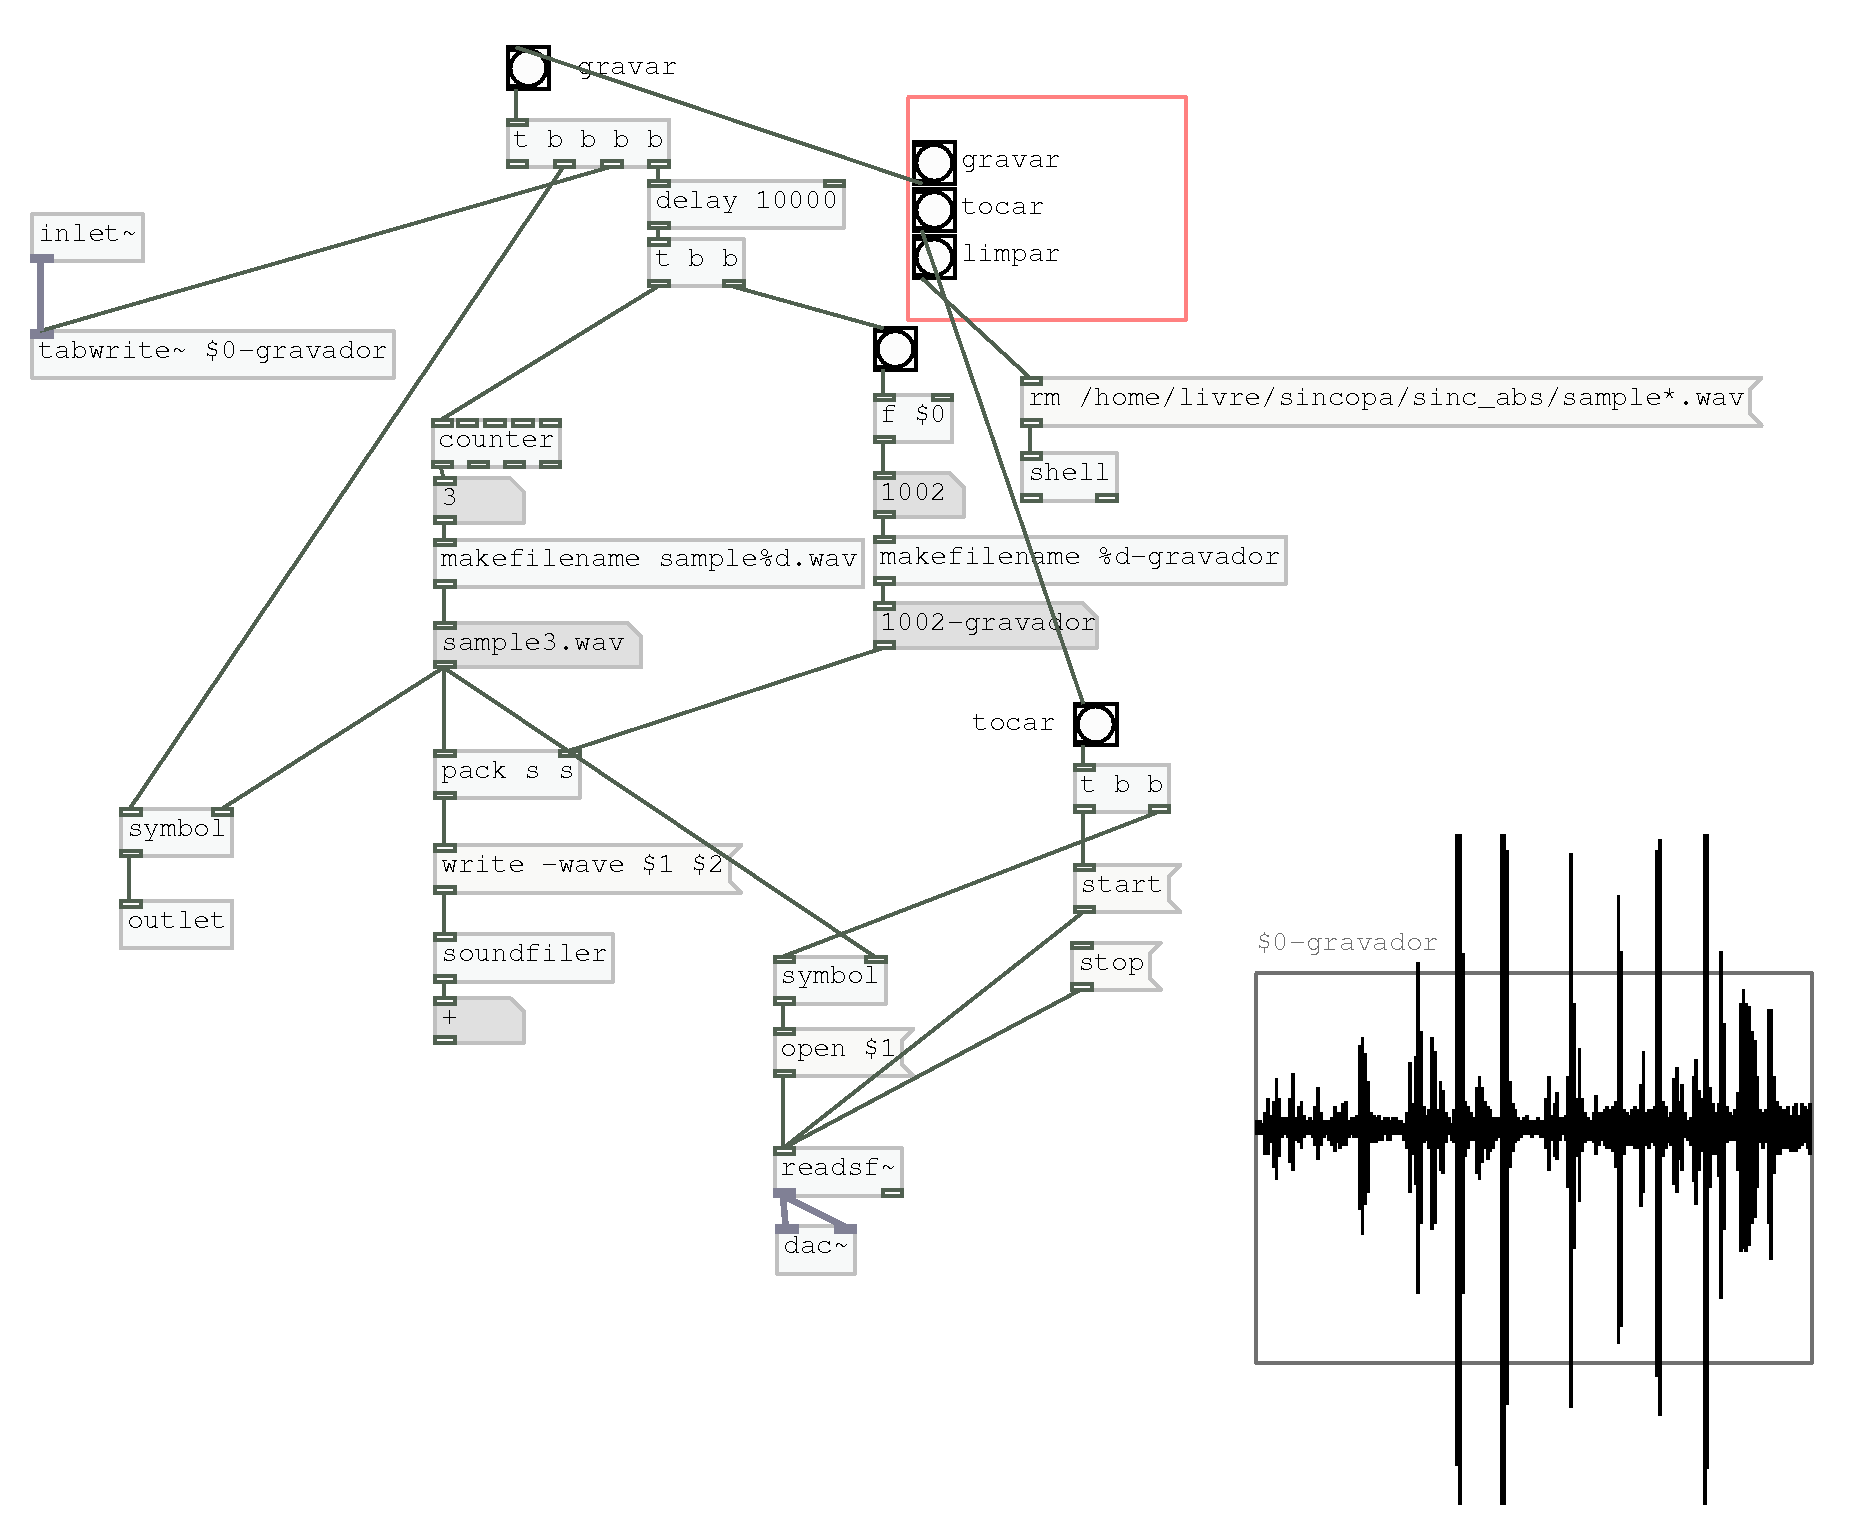 gravar
t b b b b
gravar
delay 10000
tocar
inlet~
limpar
t b b
tabwrite~ $0-gravador
rm /home/livre/sincopa/sinc_abs/sample*.wav
f $0
counter
shell
3
1002
makefilename sample%d.wav
makefilename %d-gravador
1002-gravador
sample3.wav
tocar
pack s s
t b b
symbol
write -wave $1 $2
start
outlet
$0-gravador
soundfiler
stop
symbol
+
open $1
readsf~
dac~